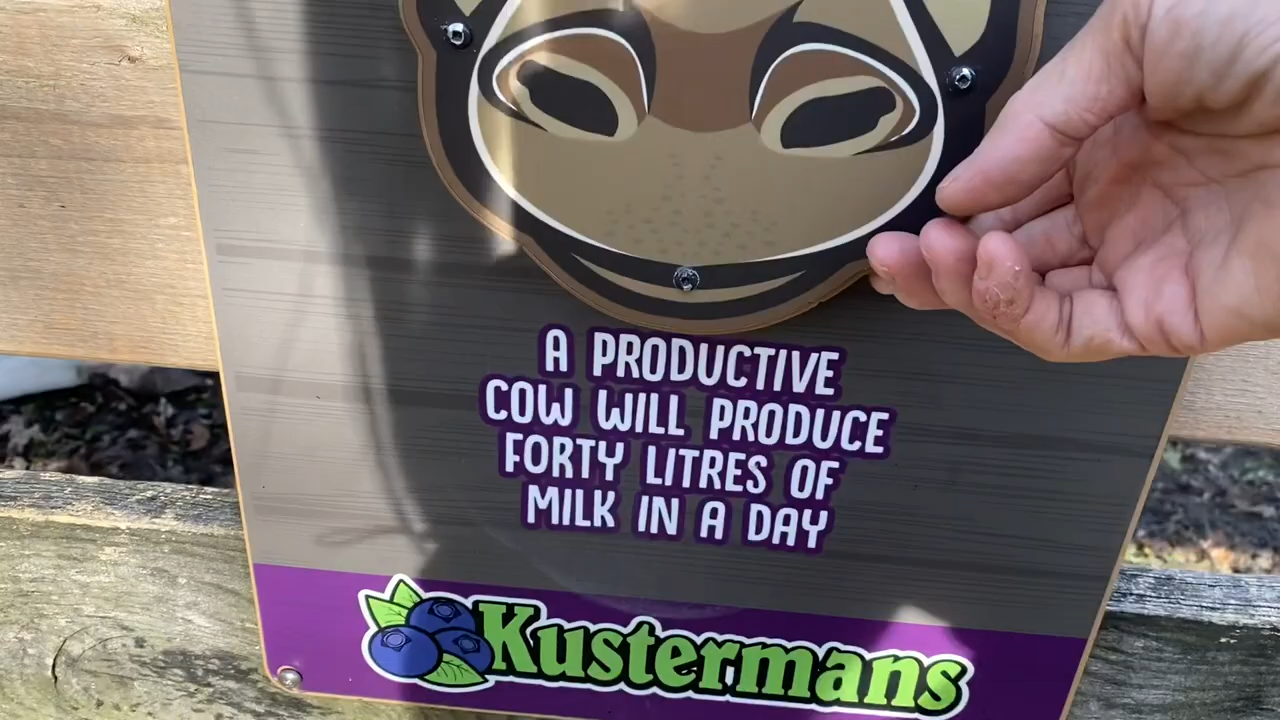 A PRODUCTIVE
COW WILL PRODUCE
FORTY LITRES OF
MILK IN A DAY
Kustermans